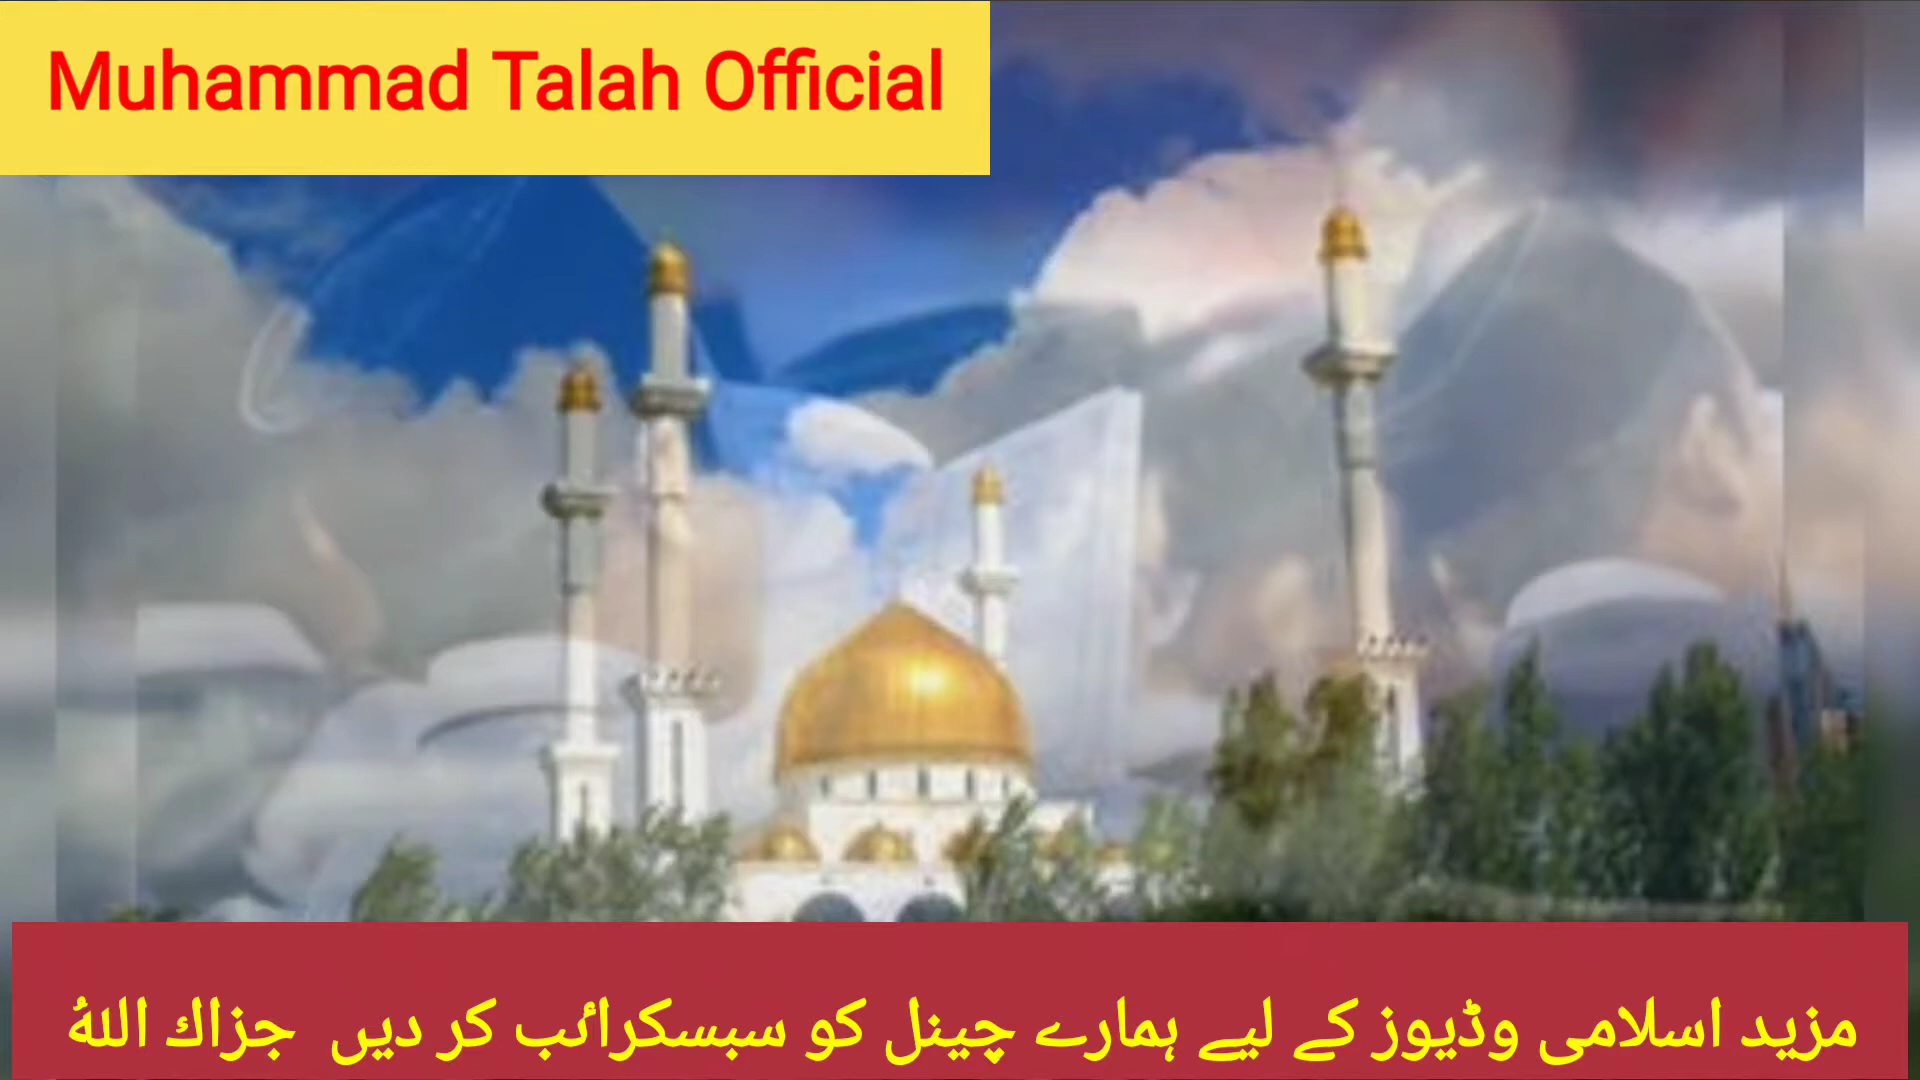 Muhammad Talah Official
مزید اسلامی وڈیوز کے لیے ہمارے چینل کو سبسکرائب کر دیں جزاك اللهُ